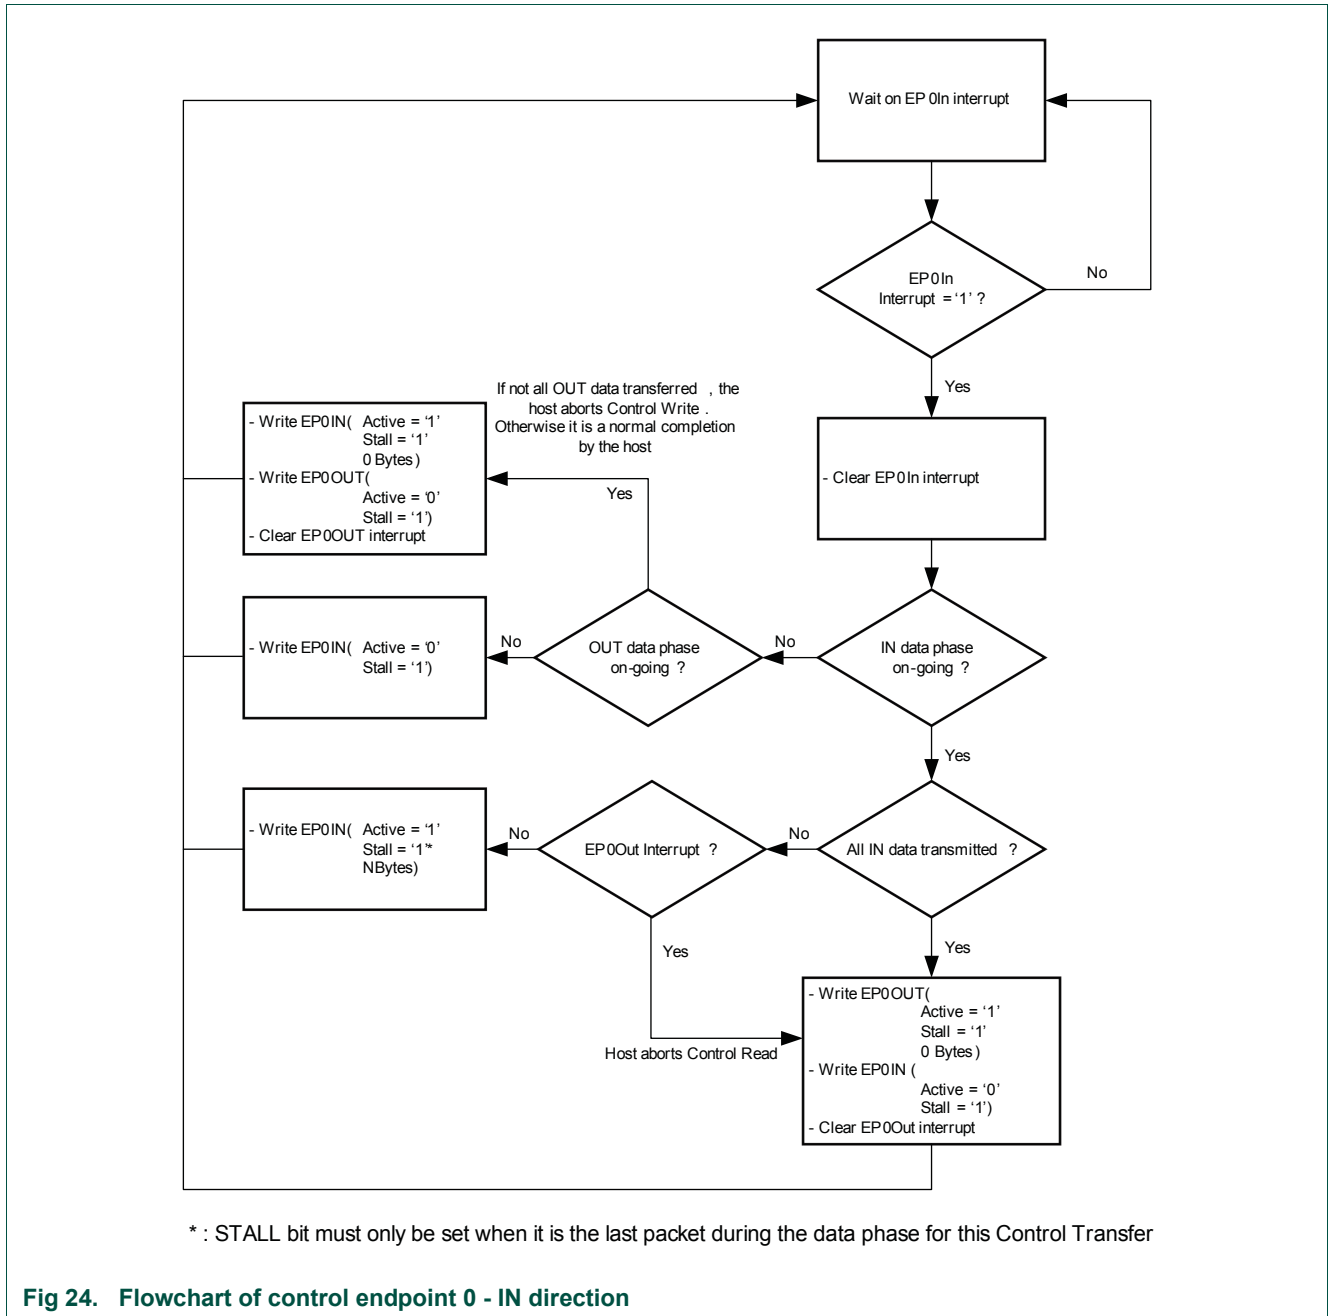 Wait on EP0In interrupt
EP0In
Interrupt = ‘1’ ?
No
Yes
If not all OUT data transferred , the
host aborts Control Write .
Otherwise it is a normal completion
by the host
- Write EP0IN( Active = ‘1’
Stall = ‘1’
0 Bytes)
- Write EP0OUT(
Active = ‘0’
Stall = ‘1’)
- Clear EP0OUT interrupt
Yes
- Clear EP0In interrupt
- Write EP0IN( Active = ‘0’
Stall = ‘1’)
No
OUT data phase
on-going ?
No
IN data phase
on-going ?
Yes
- Write EP0IN( Active = ‘1’
Stall = ‘1’*
NBytes)
No
EP0Out Interrupt ?
No
All IN data transmitted ?
Yes
Yes
Host aborts Control Read
- Write EP0OUT(
Active = ‘1’
Stall = ‘1’
0 Bytes)
- Write EP0IN (
Active = ‘0’
Stall = ‘1’)
- Clear EP0Out interrupt
* : STALL bit must only be set when it is the last packet during the data phase for this Control Transfer
Fig 24. Flowchart of control endpoint 0 - IN direction